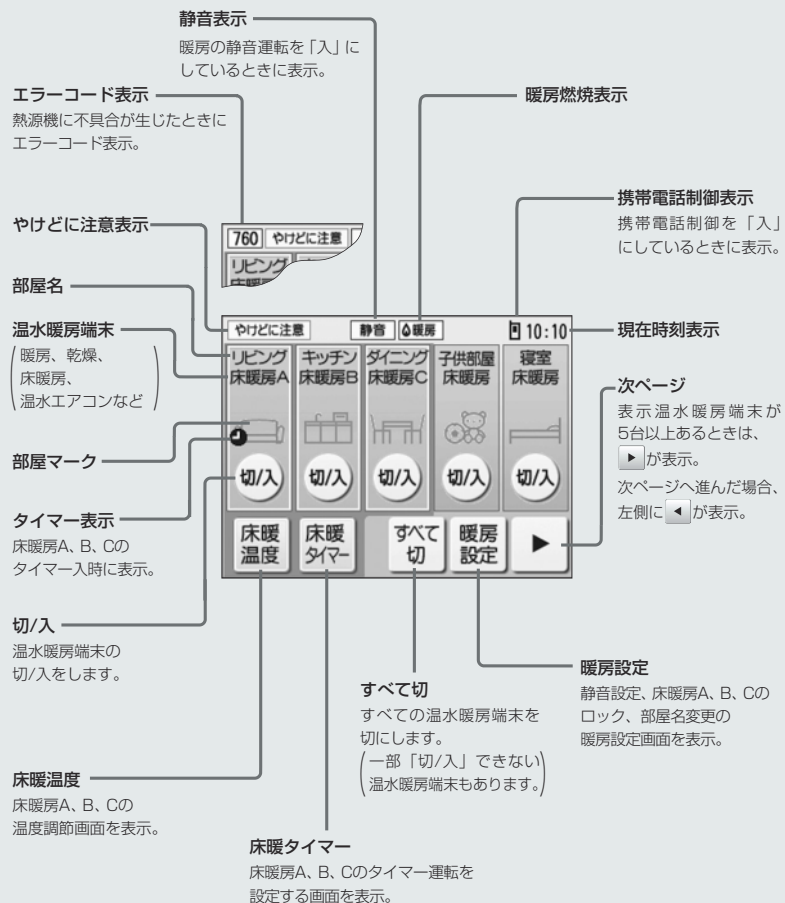 静音表示
暖房の静音運転を「入」に
しているときに表示。
エラーコード表示
熱源機に不具合が生じたときに
エラーコード表示。
暖房燃焼表示
携帯電話制御表示
携帯電話制御を「入」
にしているときに表示。
やけどに注意表示
760 やけどに注意
リビング
床暖房
部屋名
温水暖房端末
(暖房、乾燥、
床暖房、
温水エアコンなど)
やけどに注意 静音 暖房 10:10
現在時刻表示
リビング キッチン ダイニング 子供部屋 寝室
床暖房A 床暖房B 床暖房C 床暖房 床暖房
切/入 切/入 切/入 切/入 切/入
床暖 床暖 すべて 暖房 ▶
温度 タイマー 切 設定
次ページ
表示温水暖房端末が
5台以上あるときは、
▶が表示。
次ページへ進んだ場合、
左側に◀が表示。
部屋マーク
タイマー表示
床暖房A、B、Cの
タイマー入時に表示。
切/入
温水暖房端末の
切/入をします。
すべて切
すべての温水暖房端末を
切にします。
(一部「切/入」できない
温水暖房端末もあります。)
暖房設定
静音設定、床暖房A、B、Cの
ロック、部屋名変更の
暖房設定画面を表示。
床暖温度
床暖房A、B、Cの
温度調節画面を表示。
床暖タイマー
床暖房A、B、Cのタイマー運転を
設定する画面を表示。